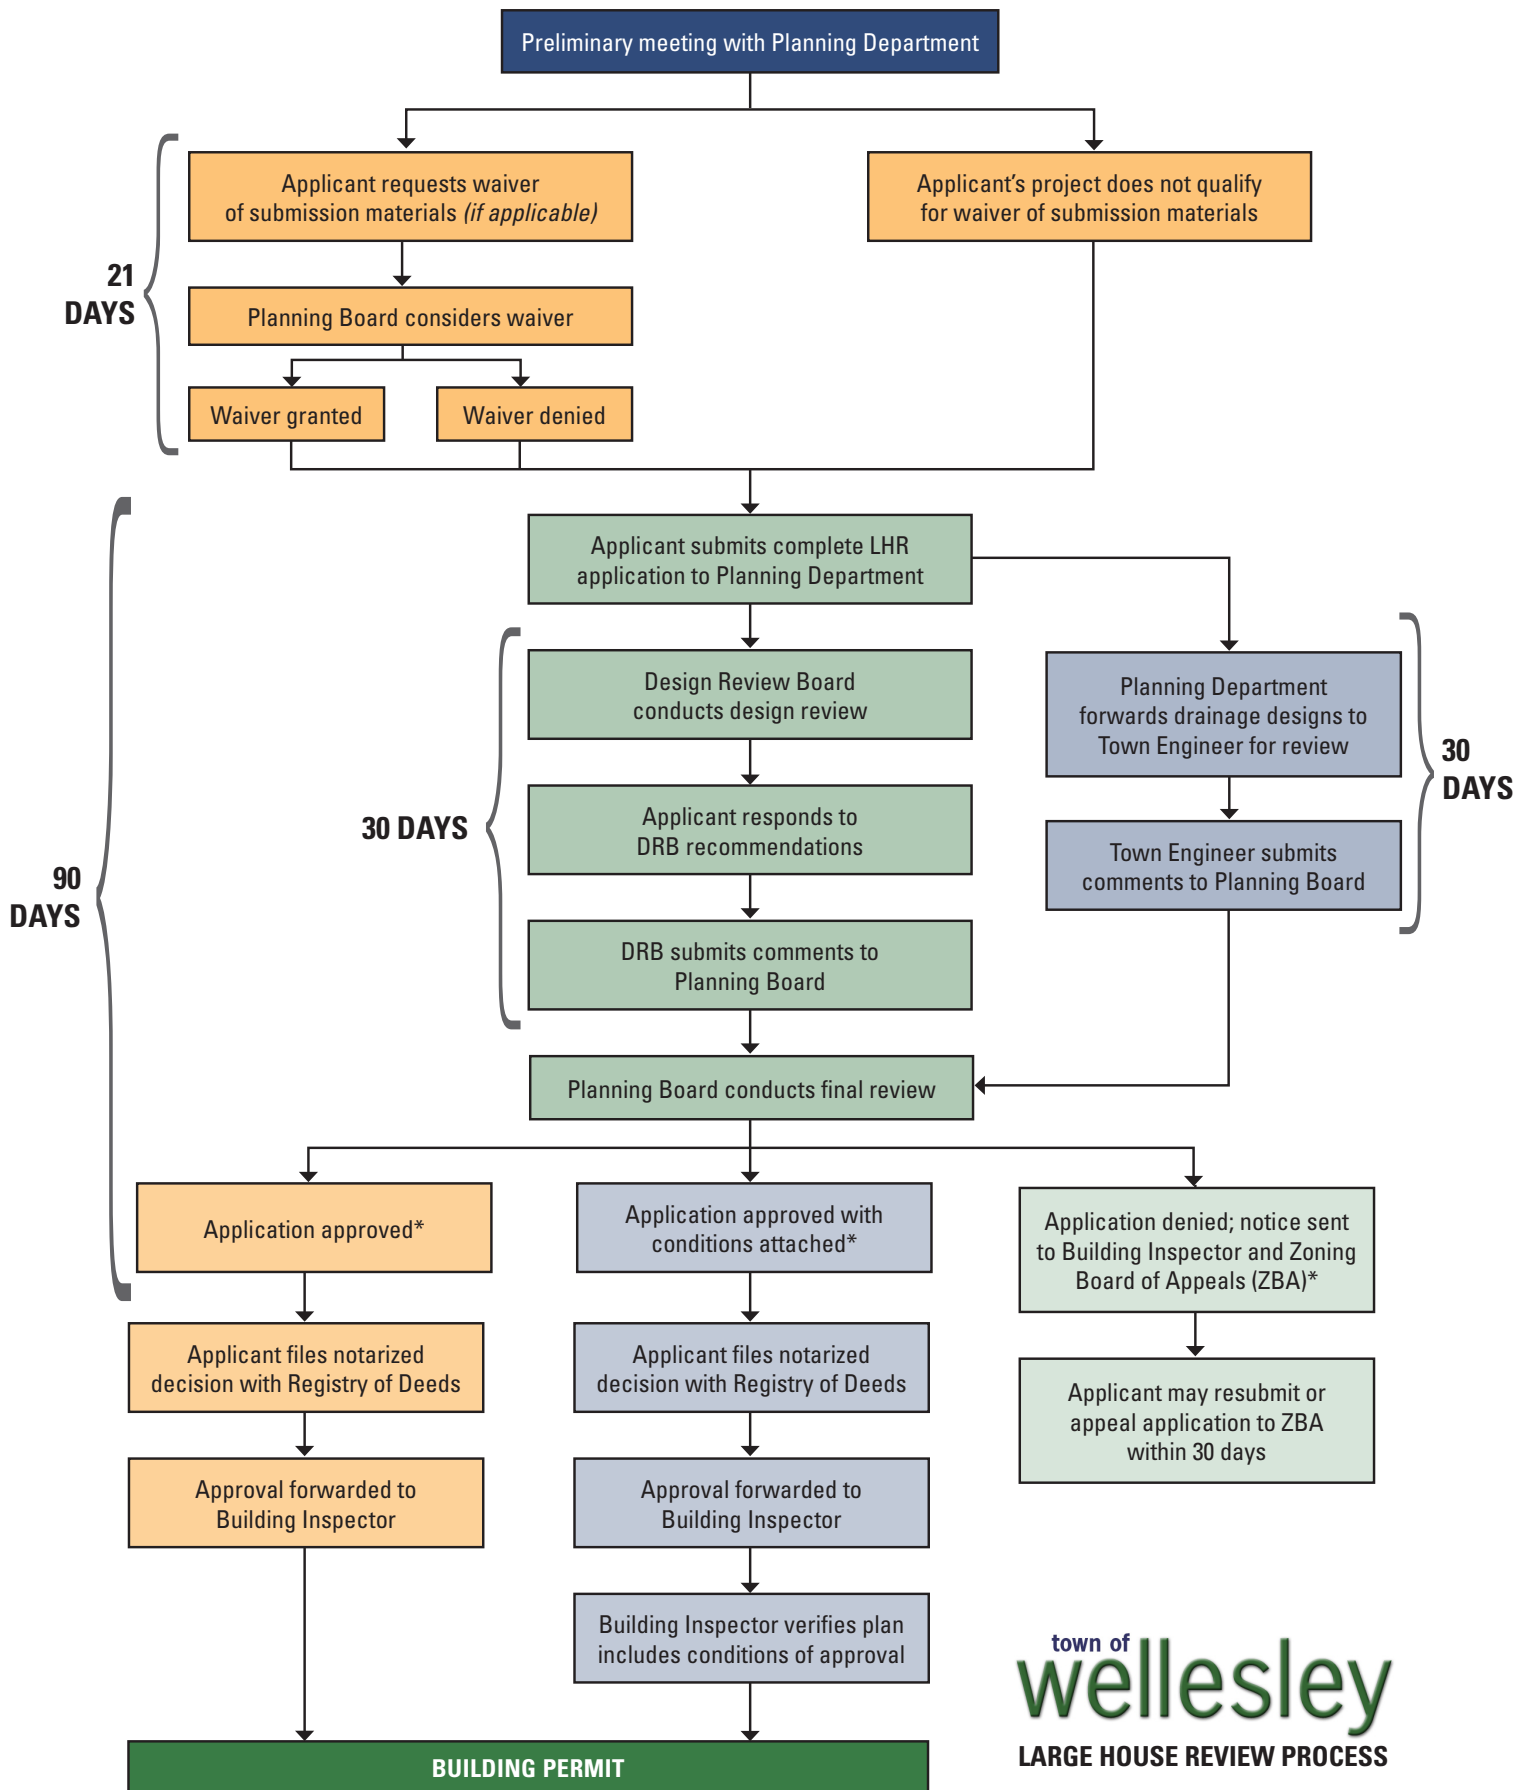 Preliminary meeting with Planning Department
Applicant requests waiver
of submission materials (if applicable)
Applicant's project does not qualify
for waiver of submission materials
21
DAYS
Planning Board considers waiver
Waiver granted
Waiver denied
Applicant submits complete LHR
application to Planning Department
Design Review Board
conducts design review
Planning Department
forwards drainage designs to
Town Engineer for review
30
DAYS
30 DAYS
Applicant responds to
DRB recommendations
Town Engineer submits
comments to Planning Board
90
DAYS
DRB submits comments to
Planning Board
Planning Board conducts final review
Application approved*
Application approved with
conditions attached*
Application denied; notice sent
to Building Inspector and Zoning
Board of Appeals (ZBA)*
Applicant files notarized
decision with Registry of Deeds
Applicant files notarized
decision with Registry of Deeds
Applicant may resubmit or
appeal application to ZBA
within 30 days
Approval forwarded to
Building Inspector
Approval forwarded to
Building Inspector
Building Inspector verifies plan
includes conditions of approval
town of
wellesley
LARGE HOUSE REVIEW PROCESS
BUILDING PERMIT